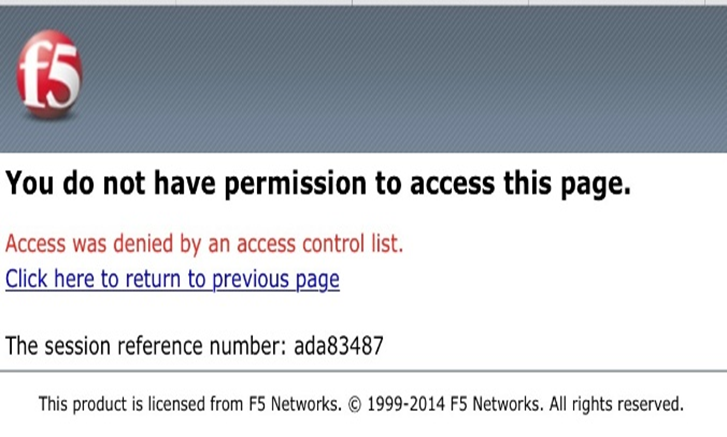 f5
You do not have permission to access this page.
Access was denied by an access control list.
Click here to return to previous page
The session reference number: ada83487
This product is licensed from F5 Networks. © 1999-2014 F5 Networks. All rights reserved.